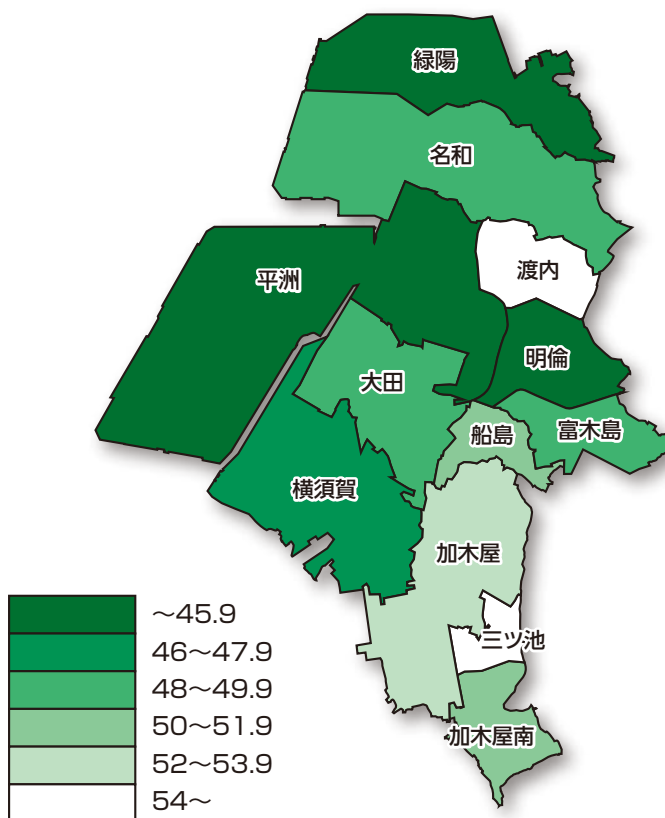 緑陽
名和
渡内
平洲
明倫
大田
富木島
船島
横須賀
加木屋
三ツ池
加木屋南
～45.9
46～47.9
48～49.9
50～51.9
52～53.9
54～